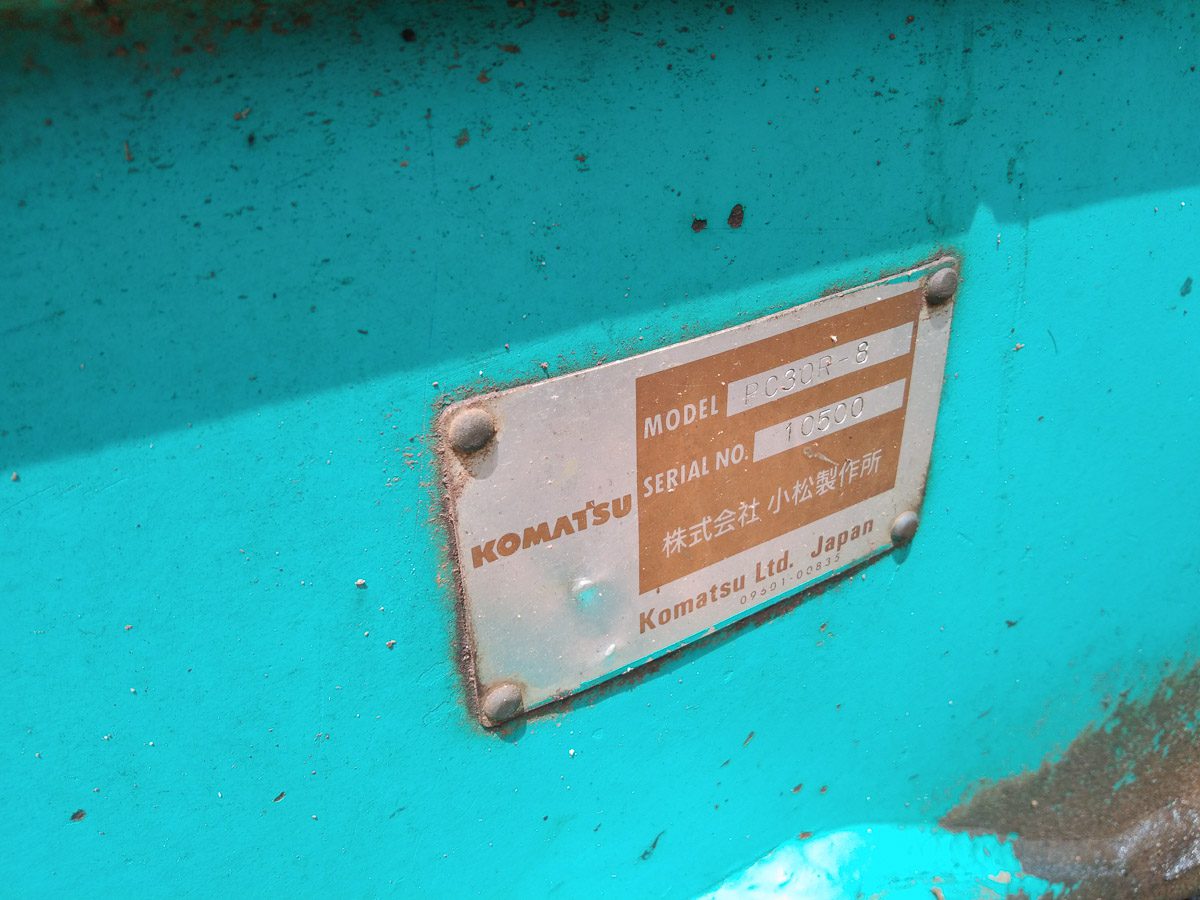 KOMATSU
MODEL PC30R-8
SERIAL NO. 10500
株式会社 小松製作所
Komatsu Ltd. Japan
09601-00835